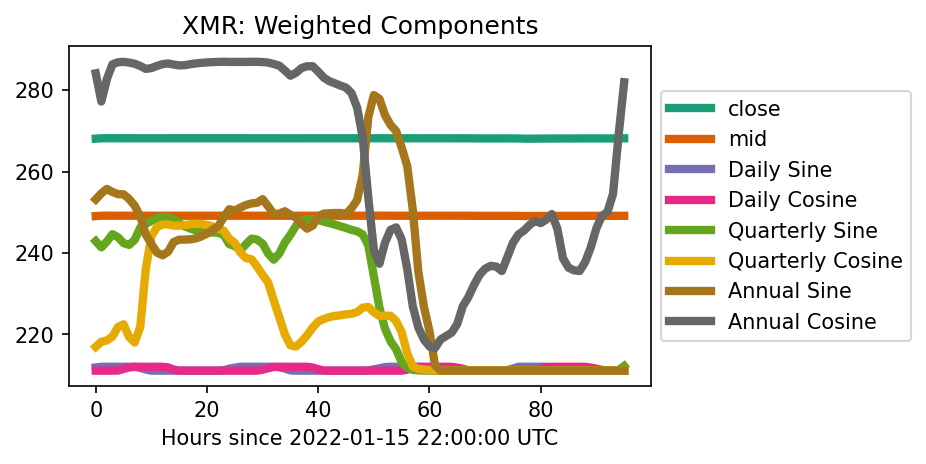 XMR: Weighted Components
280
260
240
220
0 20 40 60 80
Hours since 2022-01-15 22:00:00 UTC
close
mid
Daily Sine
Daily Cosine
Quarterly Sine
Quarterly Cosine
Annual Sine
Annual Cosine